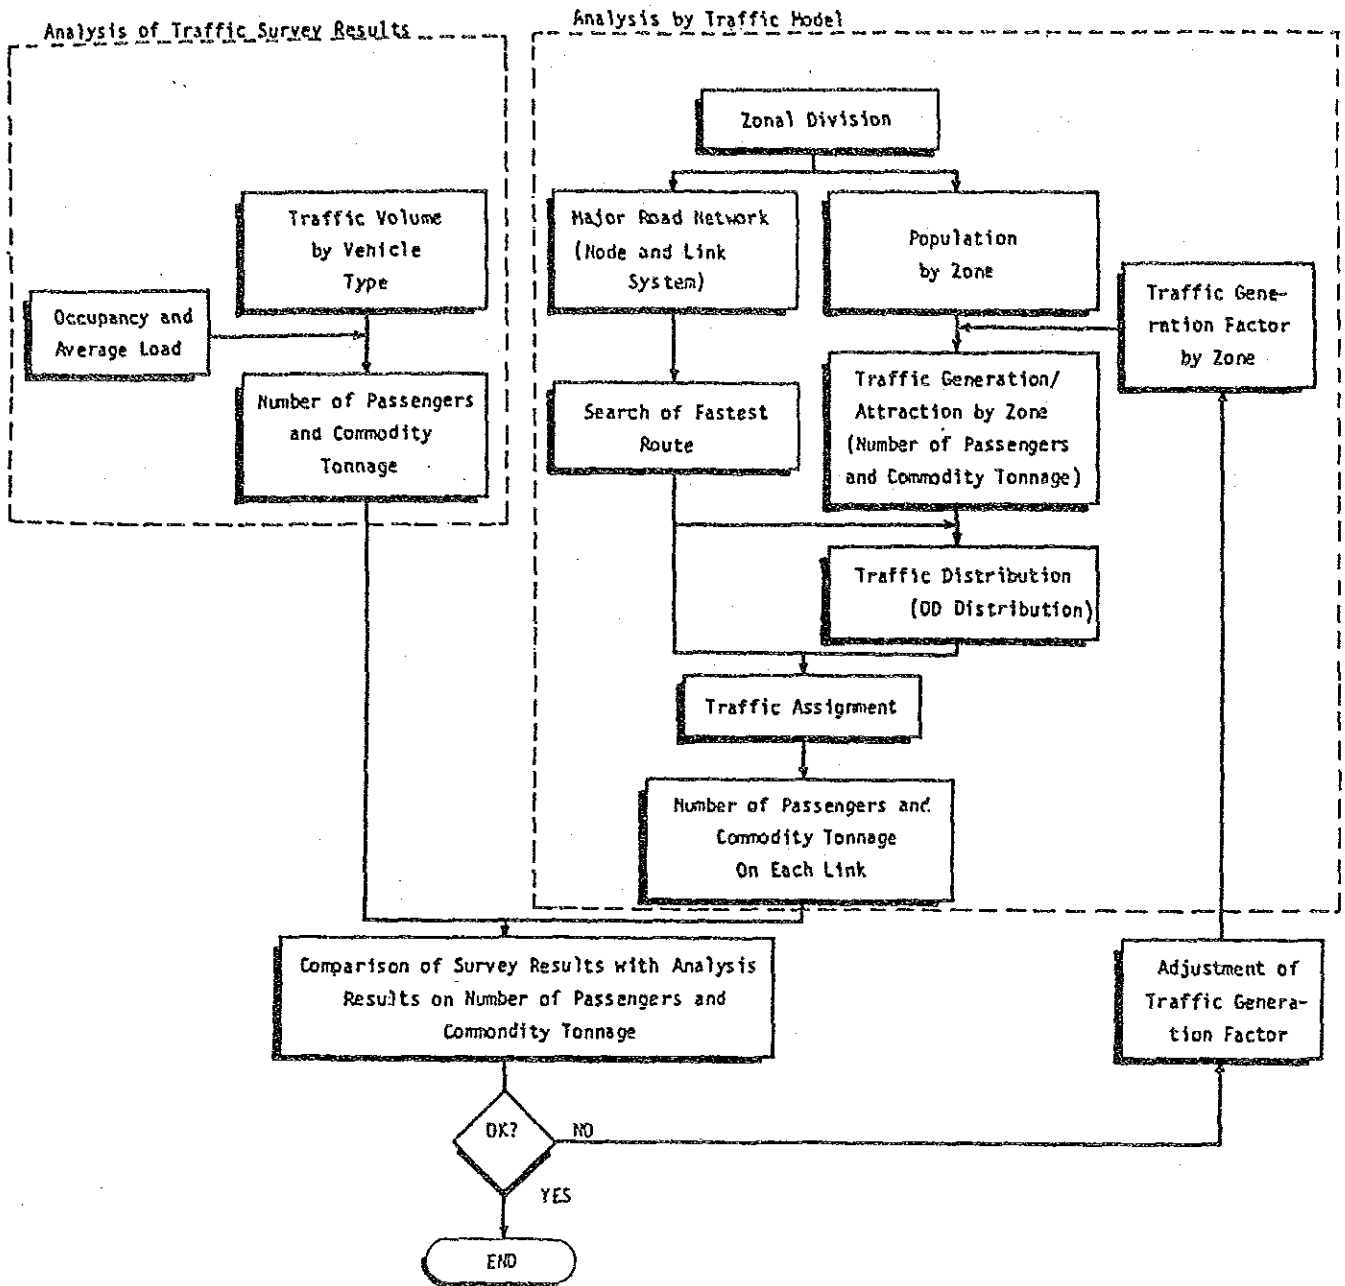 Analysis of Traffic Survey Results
Analysis by Traffic Model
Zonal Division
Traffic Volume
by Vehicle
Type
Major Road Network
(Node and Link
System)
Population
by Zone
Occupancy and
Average Load
Traffic Gene-
ration Factor
by Zone
Number of Passengers
and Commodity
Tonnage
Search of Fastest
Route
Traffic Generation/
Attraction by Zone
(Number of Passengers
and Commodity Tonnage)
Traffic Distribution
(OD Distribution)
Traffic Assignment
Number of Passengers and
Commodity Tonnage
On Each Link
Comparison of Survey Results with Analysis
Results on Number of Passengers and
Commondity Tonnage
Adjustment of
Traffic Genera-
tion Factor
OK?
NO
YES
END